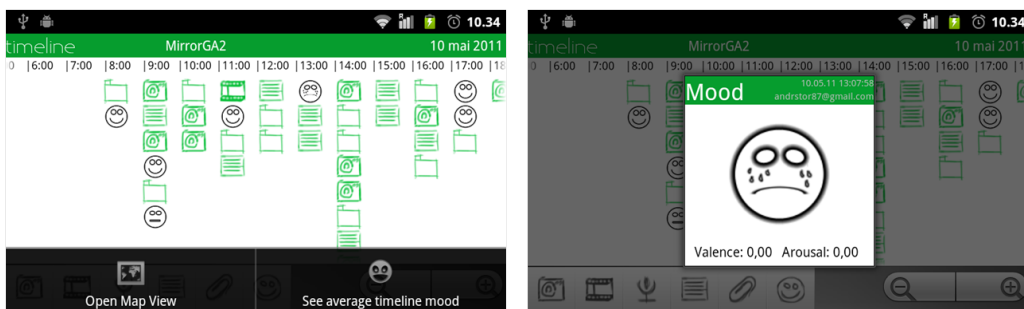 R 10.34
timeline MirrorGA2 10 mai 2011
0 |6:00 |7:00 |8:00 |9:00 |10:00 |11:00 |12:00 |13:00 |14:00 |15:00 |16:00 |17:00 |18
Open Map View See average timeline mood
R 10.34
timeline MirrorGA2 10 mai 2011
0 |6:00 |7:00 |8:00 |9:00 |10:00 |11:00 |12:00 |13:00 |14:00 |15:00 |16:00 |17:00 |1
Mood 10.05.11 13:07:58
andrstor87@gmail.com
Valence: 0,00 Arousal: 0,00